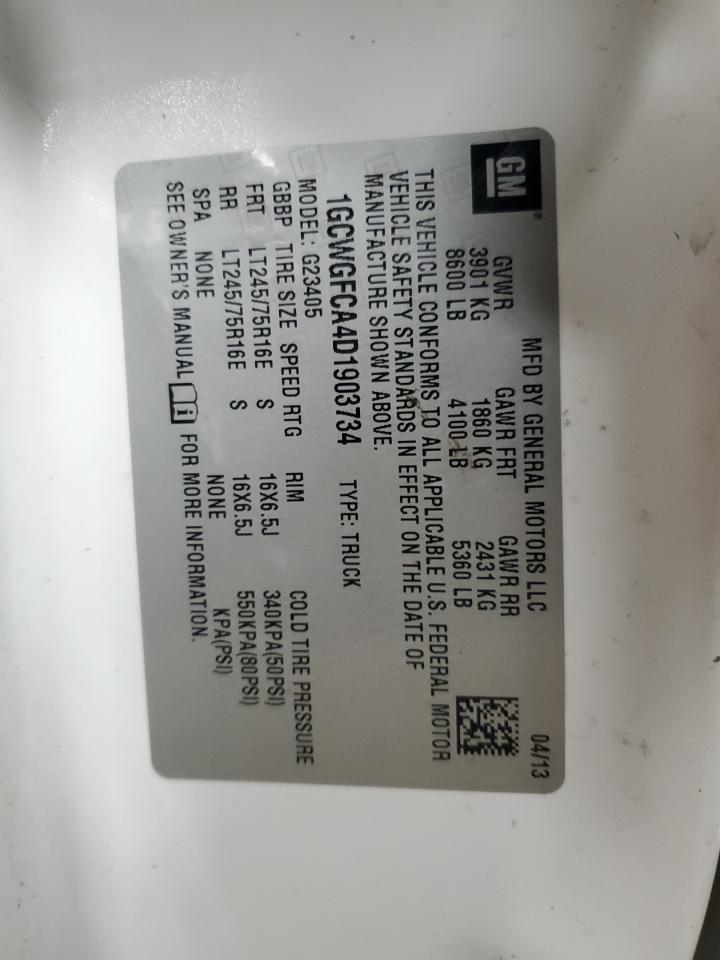 GM®
MFD BY GENERAL MOTORS LLC 04/13
GVWR GAWR FRT GAWR RR
3901 KG 1860 KG 2431 KG
8600 LB 4100 LB 5360 LB
THIS VEHICLE CONFORMS TO ALL APPLICABLE U.S. FEDERAL MOTOR
VEHICLE SAFETY STANDARDS IN EFFECT ON THE DATE OF
MANUFACTURE SHOWN ABOVE.
1GCWGFCA4D1903734 TYPE: TRUCK
MODEL: G23405
GBBP TIRE SIZE SPEED RTG RIM COLD TIRE PRESSURE
FRT LT245/75R16E S 16X6.5J 340KPA(50PSI)
RR LT245/75R16E S 16X6.5J 550KPA(80PSI)
SPA NONE NONE KPA(PSI)
SEE OWNER'S MANUAL FOR MORE INFORMATION.